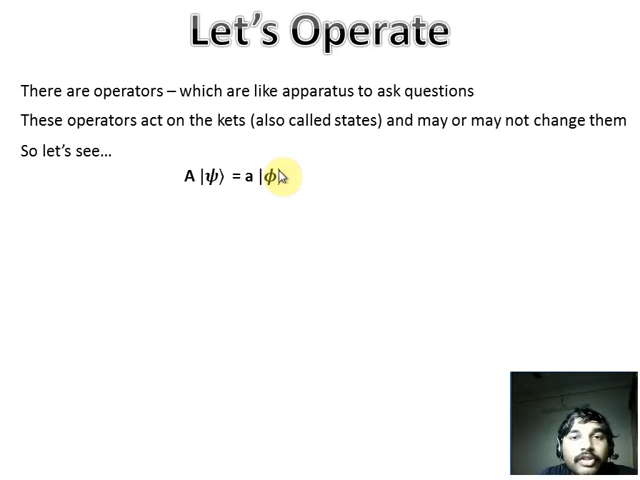 Let's Operate
There are operators – which are like apparatus to ask questions
These operators act on the kets (also called states) and may or may not change them
So let's see...
A |ψ⟩ = a |ϕ